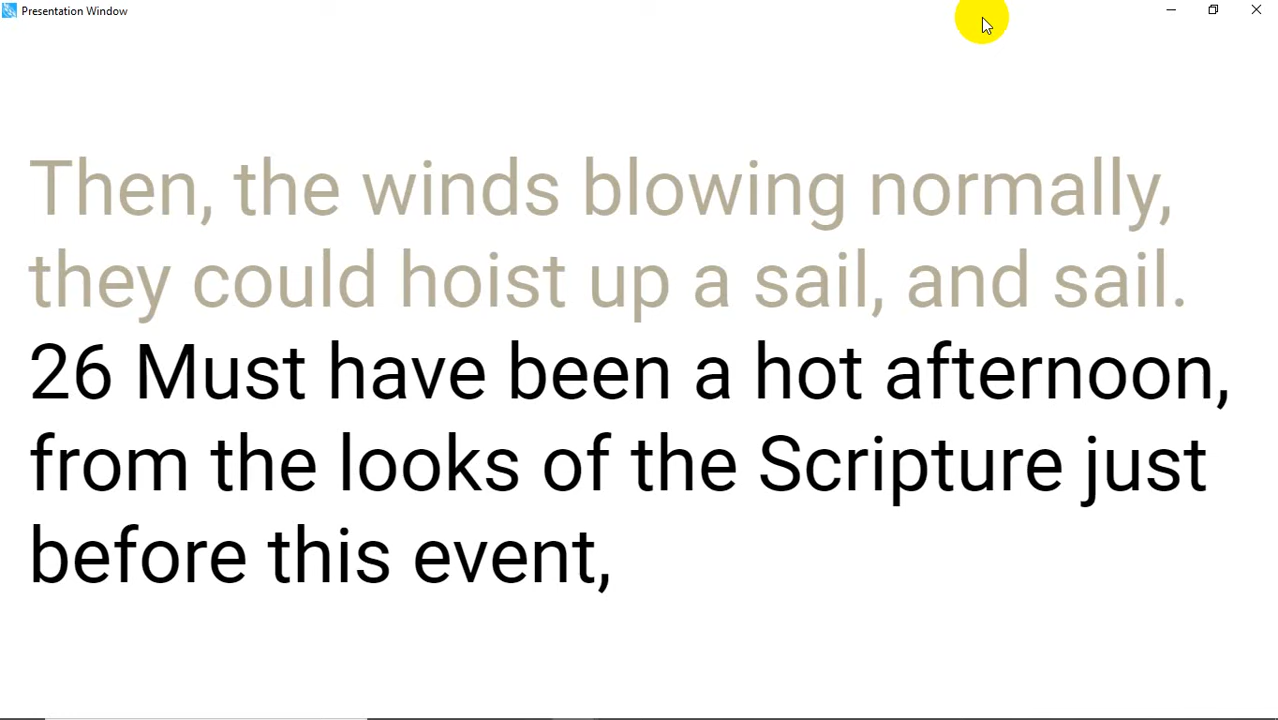 Presentation Window
Then, the winds blowing normally,
they could hoist up a sail, and sail.
26 Must have been a hot afternoon,
from the looks of the Scripture just
before this event,